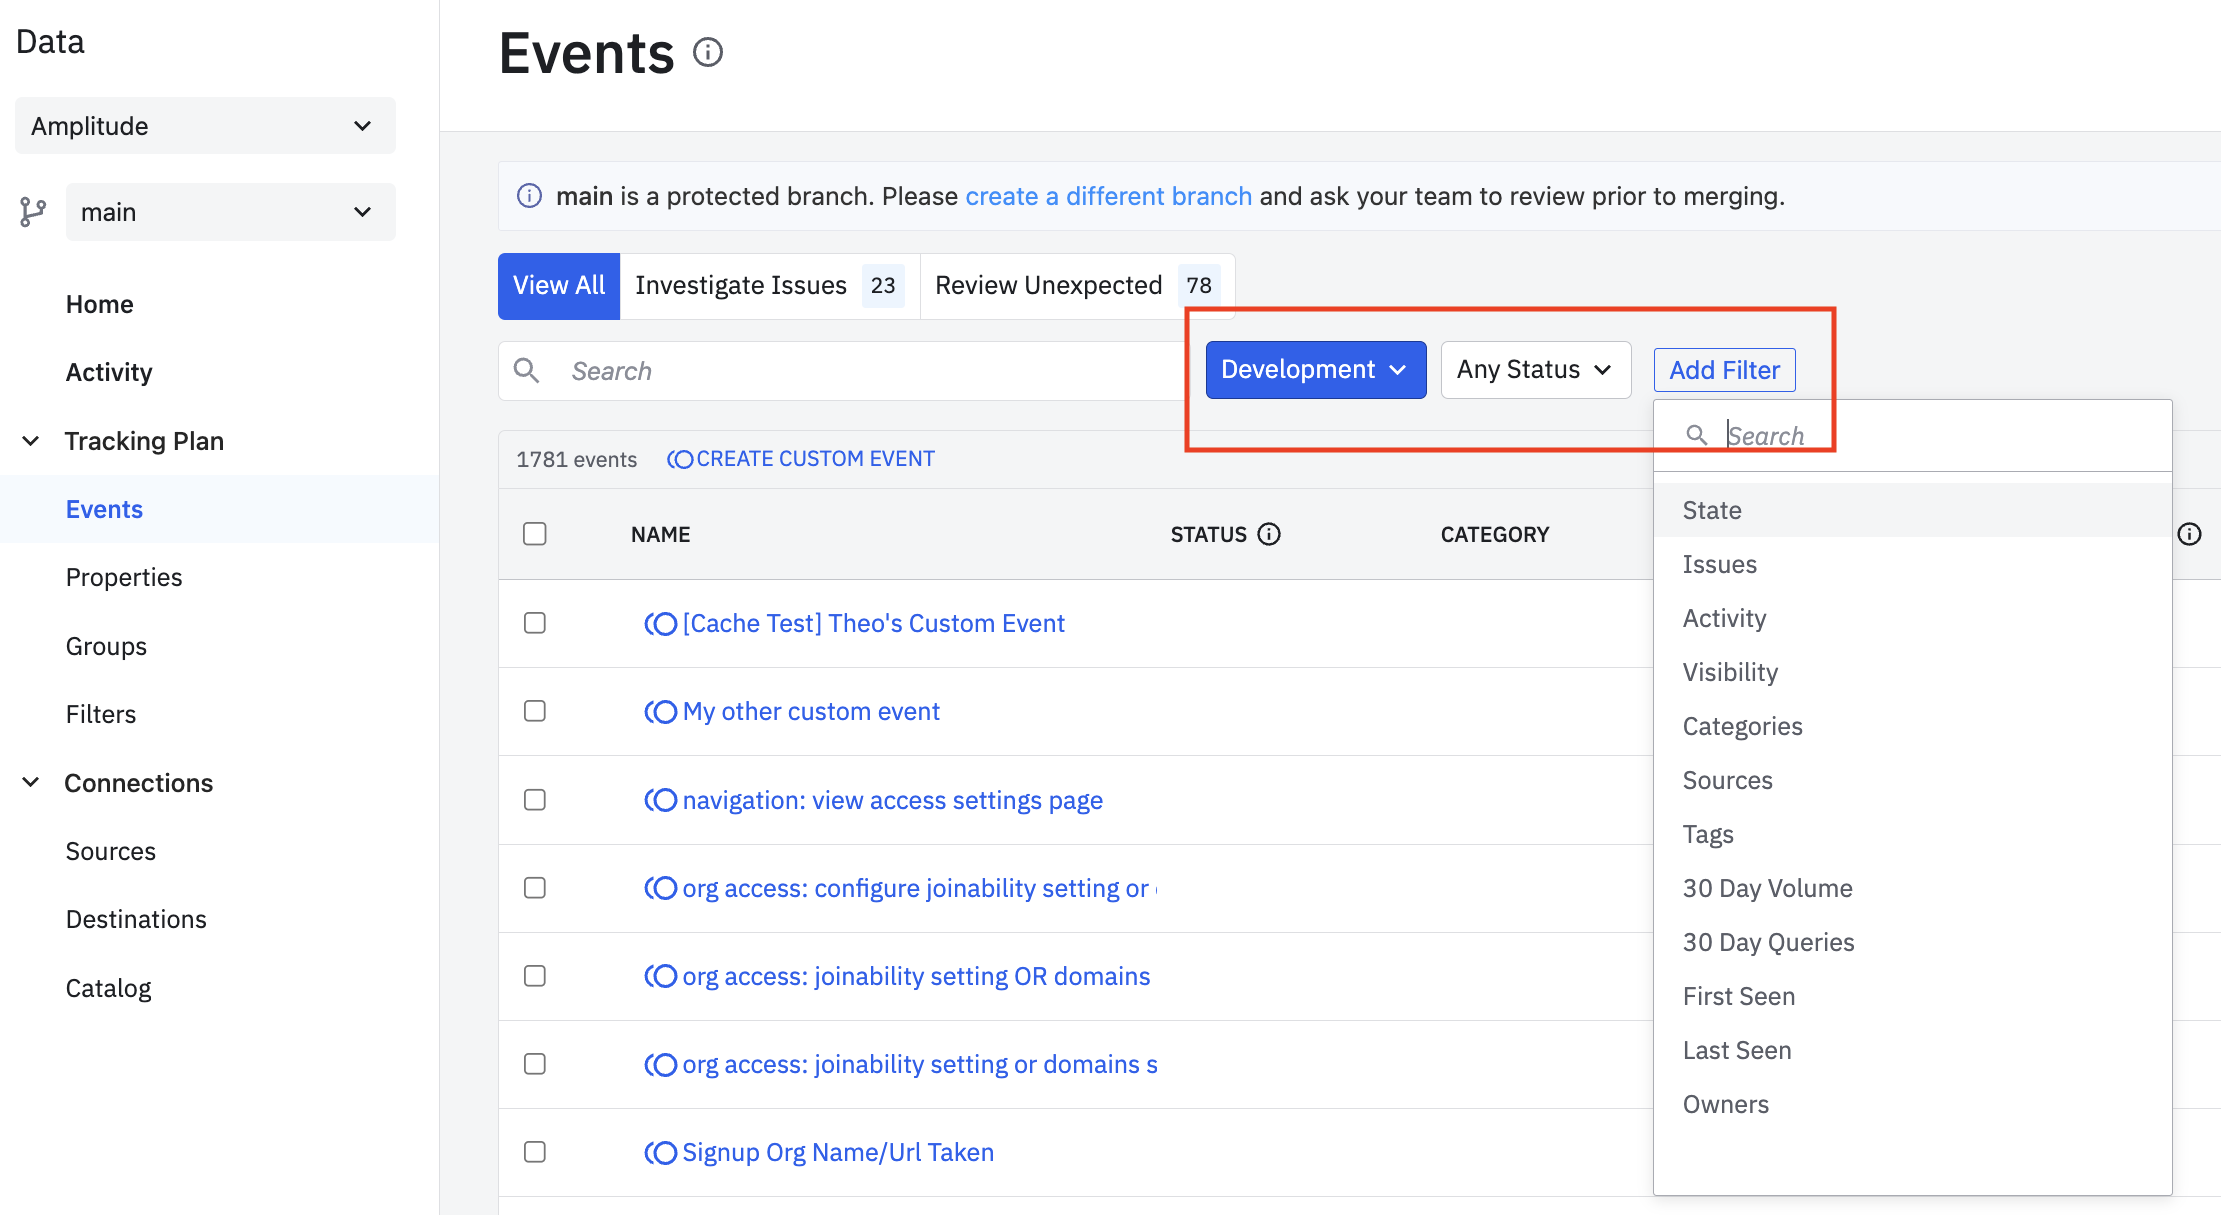 Data
Amplitude
main
Home
Activity
Tracking Plan
Events
Properties
Groups
Filters
Connections
Sources
Destinations
Catalog
Events
main is a protected branch. Please create a different branch and ask your team to review prior to merging.
View All
Investigate Issues 23
Review Unexpected 78
Search
Development
Any Status
Add Filter
Search
State
Issues
Activity
Visibility
Categories
Sources
Tags
30 Day Volume
30 Day Queries
First Seen
Last Seen
Owners
1781 events
CREATE CUSTOM EVENT
NAME
STATUS
CATEGORY
[Cache Test] Theo's Custom Event
My other custom event
navigation: view access settings page
org access: configure joinability setting or
org access: joinability setting OR domains
org access: joinability setting or domains s
Signup Org Name/Url Taken